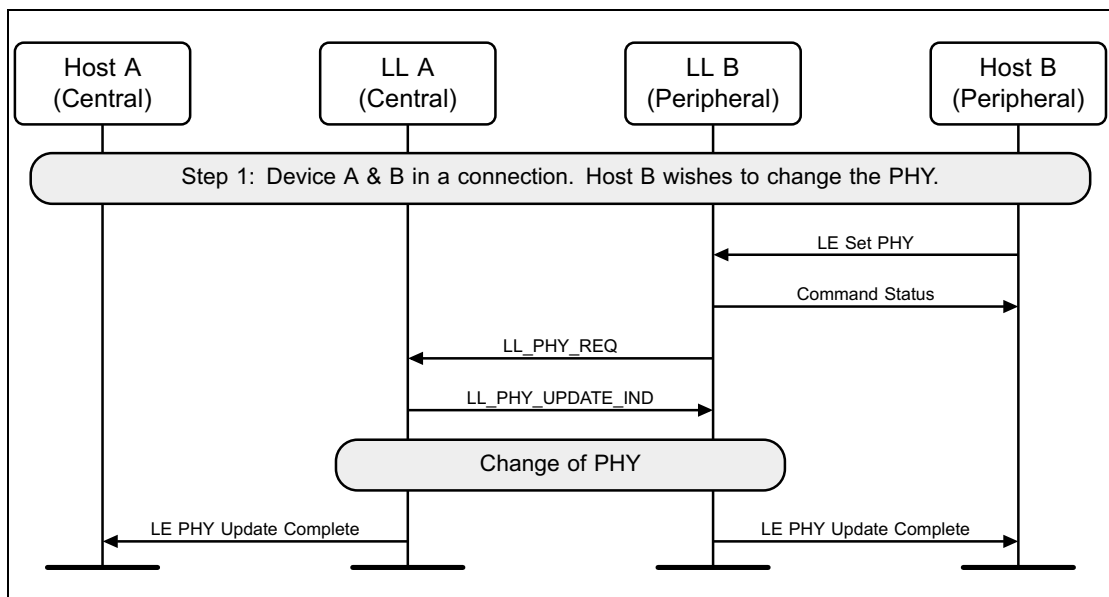 Host A
(Central)
LL A
(Central)
LL B
(Peripheral)
Host B
(Peripheral)
Step 1: Device A & B in a connection. Host B wishes to change the PHY.
LE Set PHY
Command Status
LL_PHY_REQ
LL_PHY_UPDATE_IND
Change of PHY
LE PHY Update Complete
LE PHY Update Complete